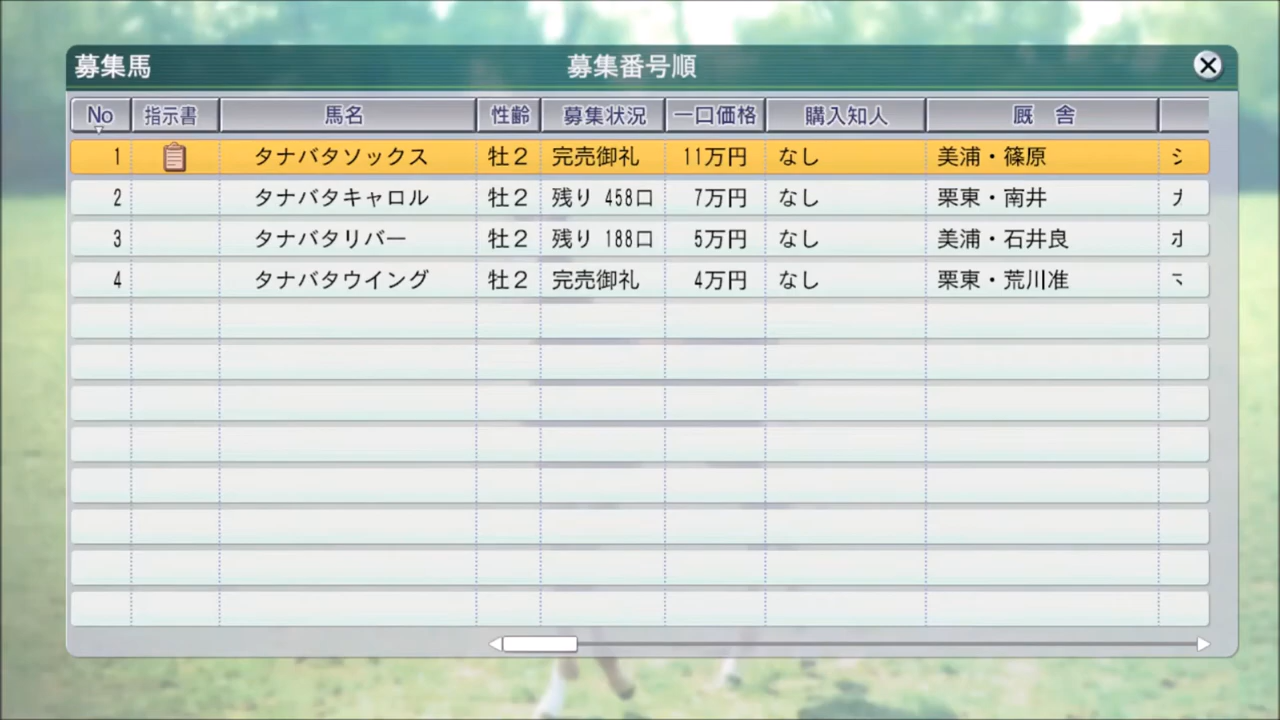 募集馬 募集番号順
No 指示書 馬名 性齢 募集状況 一口価格 購入知人 厩 舎
1 タナバタソックス 牡2 完売御礼 11万円 なし 美浦・篠原
2 タナバタキャロル 牡2 残り 458口 7万円 なし 栗東・南井
3 タナバタリバー 牡2 残り 188口 5万円 なし 美浦・石井良
4 タナバタウイング 牡2 完売御礼 4万円 なし 栗東・荒川准